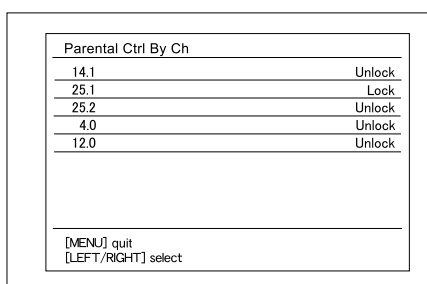 Parental Ctrl By Ch
14.1 Unlock
25.1 Lock
25.2 Unlock
4.0 Unlock
12.0 Unlock
[MENU] quit
[LEFT/RIGHT] select